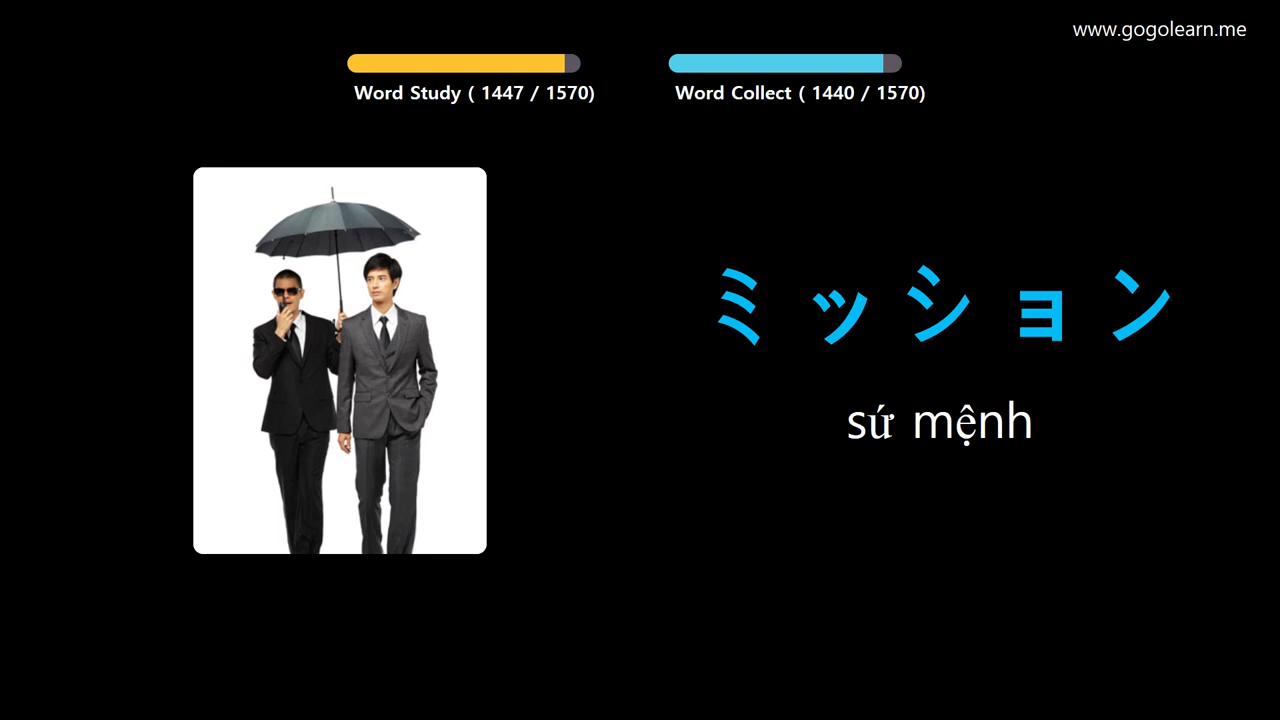 www.gogolearn.me
Word Study ( 1447 / 1570)
Word Collect ( 1440 / 1570)
ミッション
sứ mệnh